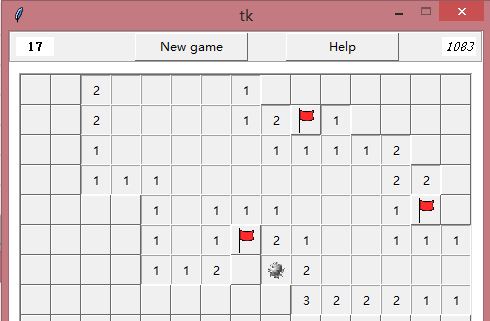 tk
17 New game Help 1083
2 1
2 1 2 1
1 1 1 1 1 2
1 1 1 2 2
1 1 1 1 1
1 1 2 1 1 1 1
1 1 2 2
3 2 2 2 1 1